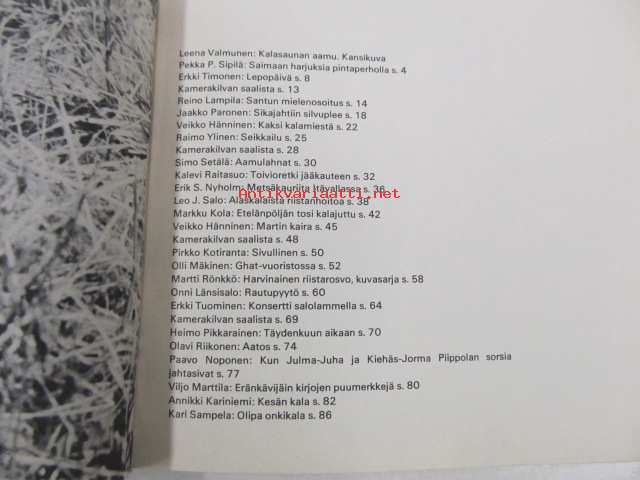 Leena Valmunen: Kalasaunan aamu. Kansikuva
Pekka P. Sipilä: Saimaan harjuksia pintaperholla s. 4
Erkki Timonen: Lepopäivä s. 8
Kamerakilvan saalista s. 13
Reino Lampila: Santun mielenosoitus s. 14
Jaakko Paronen: Sikajahtiin silvuplee s. 18
Veikko Hänninen: Kaksi kalamiestä s. 22
Raimo Ylinen: Seikkailu s. 25
Kamerakilvan saalista s. 28
Simo Setälä: Aamulahnat s. 30
Kalevi Raitasuo: Toivioretki jääkauteen s. 32
Erik S. Nyholm: Metsäkauriita Itävallassa s. 36
Antikvariaatti.net
Leo J. Salo: Alaskalaista riistanhoitoa s. 38
Markku Kola: Etelänpöljän tosi kalajuttu s. 42
Veikko Hänninen: Martin kaira s. 45
Kamerakilvan saalista s. 48
Pirkko Kotiranta: Sivullinen s. 50
Olli Mäkinen: Ghat-vuoristossa s. 52
Martti Rönkkö: Harvinainen riistarosvo, kuvasarja s. 58
Onni Länsisalo: Rautupyytö s. 60
Erkki Tuominen: Konsertti salolammella s. 64
Kamerakilvan saalista s. 69
Heimo Pikkarainen: Täydenkuun aikaan s. 70
Olavi Riikonen: Aatos s. 74
Paavo Noponen: Kun Julma-Juha ja Kiehäs-Jorma Piippolan sorsia
jahtasivat s. 77
Viljo Marttila: Eränkävijäin kirjojen puumerkkejä s. 80
Annikki Kariniemi: Kesän kala s. 82
Kari Sampela: Olipa onkikala s. 86